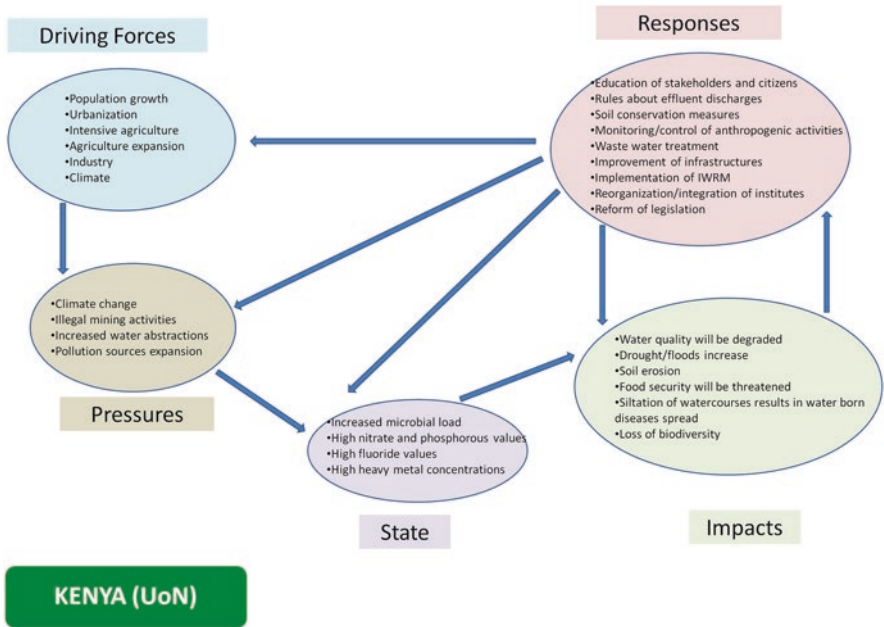 Driving Forces
•Population growth
•Urbanization
•Intensive agriculture
•Agriculture expansion
•Industry
•Climate
Responses
•Education of stakeholders and citizens
•Rules about effluent discharges
•Soil conservation measures
•Monitoring/control of anthropogenic activities
•Waste water treatment
•Improvement of infrastructures
•Implementation of IWRM
•Reorganization/integration of institutes
•Reform of legislation
•Climate change
•Illegal mining activities
•Increased water abstractions
•Pollution sources expansion
Pressures
•Increased microbial load
•High nitrate and phosphorous values
•High fluoride values
•High heavy metal concentrations
State
•Water quality will be degraded
•Drought/floods increase
•Soil erosion
•Food security will be threatened
•Siltation of watercourses results in water born
diseases spread
•Loss of biodiversity
Impacts
KENYA (UoN)